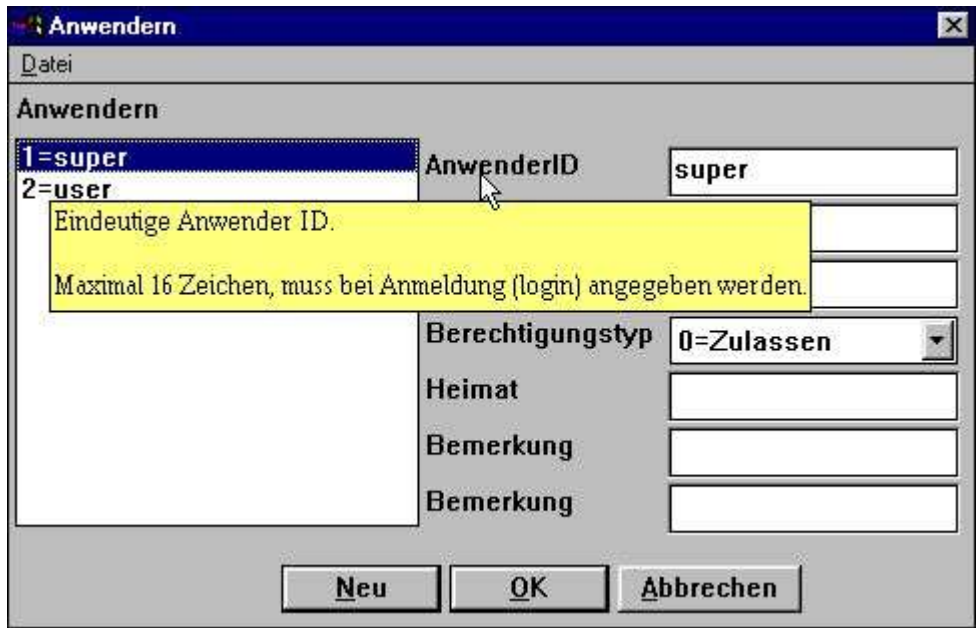 Anwendern
Datei
Anwendern
1=super
2=user
AnwenderID
super
Eindeutige Anwender ID.
Maximal 16 Zeichen, muss bei Anmeldung (login) angegeben werden.
Berechtigungstyp
0=Zulassen
Heimat
Bemerkung
Bemerkung
Neu
OK
Abbrechen